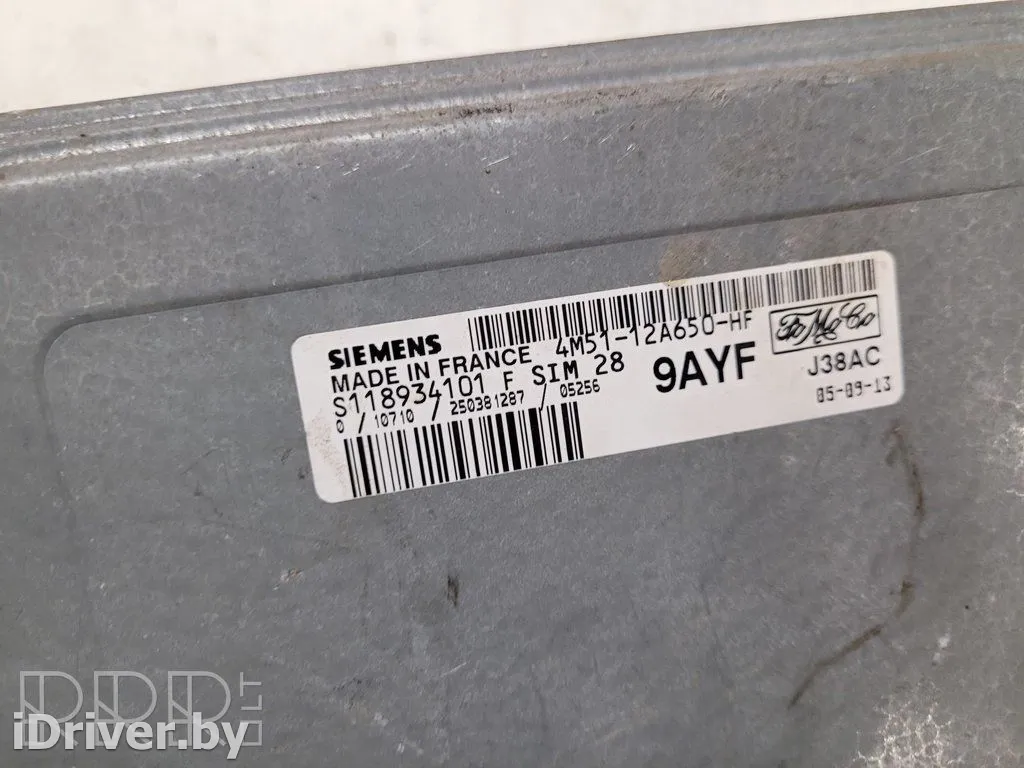 SIEMENS
MADE IN FRANCE 4M51-12A650-HF
S118934101 F SIM 28
0 / 10710 / 250381287 / 05256
9AYF
FoMoCo
J38AC
05-09-13
iDriver.by